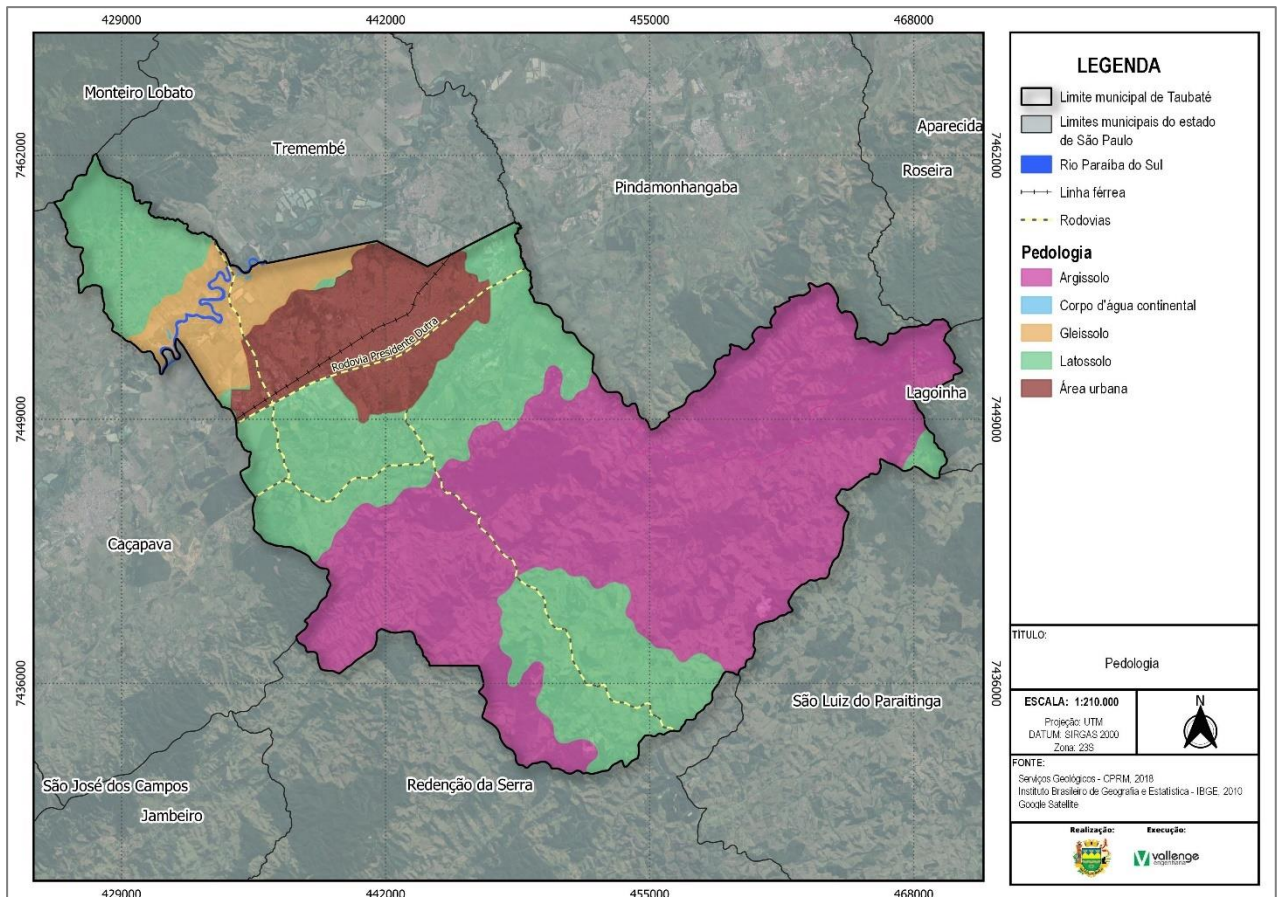 429000 442000 455000 468000
Monteiro Lobato
Tremembé
Pindamonhangaba
Aparecida
Roseira
7462000
7462000
Rodovia Presidente Dutra
Lagoinha
7449000
7449000
Caçapava
7436000
7436000
São Luiz do Paraitinga
São José dos Campos
Redenção da Serra
Jambeiro
429000 442000 455000 468000
LEGENDA
Limite municipal de Taubaté
Limites municipais do estado
de São Paulo
Rio Paraíba do Sul
Linha férrea
Rodovias
Pedologia
Argissolo
Corpo d'água continental
Gleissolo
Latossolo
Área urbana
TÍTULO:
Pedologia
ESCALA: 1:210.000
Projeção: UTM
DATUM: SIRGAS 2000
Zona: 23S
N
FONTE:
Serviços Geológicos - CPRM, 2018
Instituto Brasileiro de Geografia e Estatística - IBGE, 2010
Google Satellite
Realização: Execução:
vallenge
engenharia